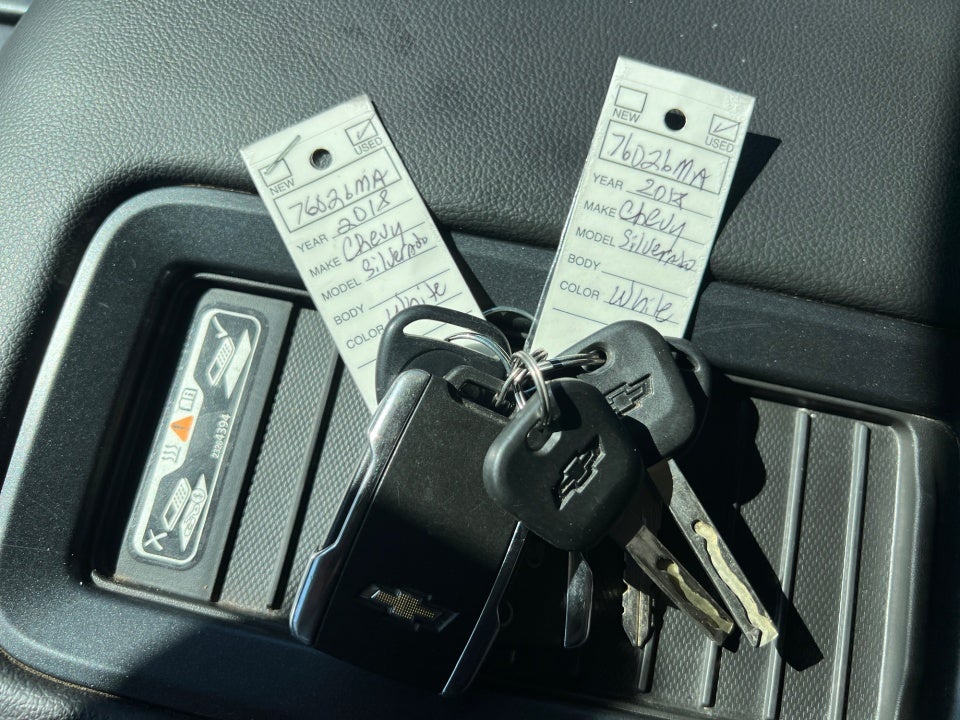 NEW
USED
76D26MA
YEAR 2018
MAKE Chevy
MODEL Silverado
BODY
COLOR White
NEW
USED
76D26MA
YEAR 2018
MAKE Chevy
MODEL Silverado
BODY
COLOR White